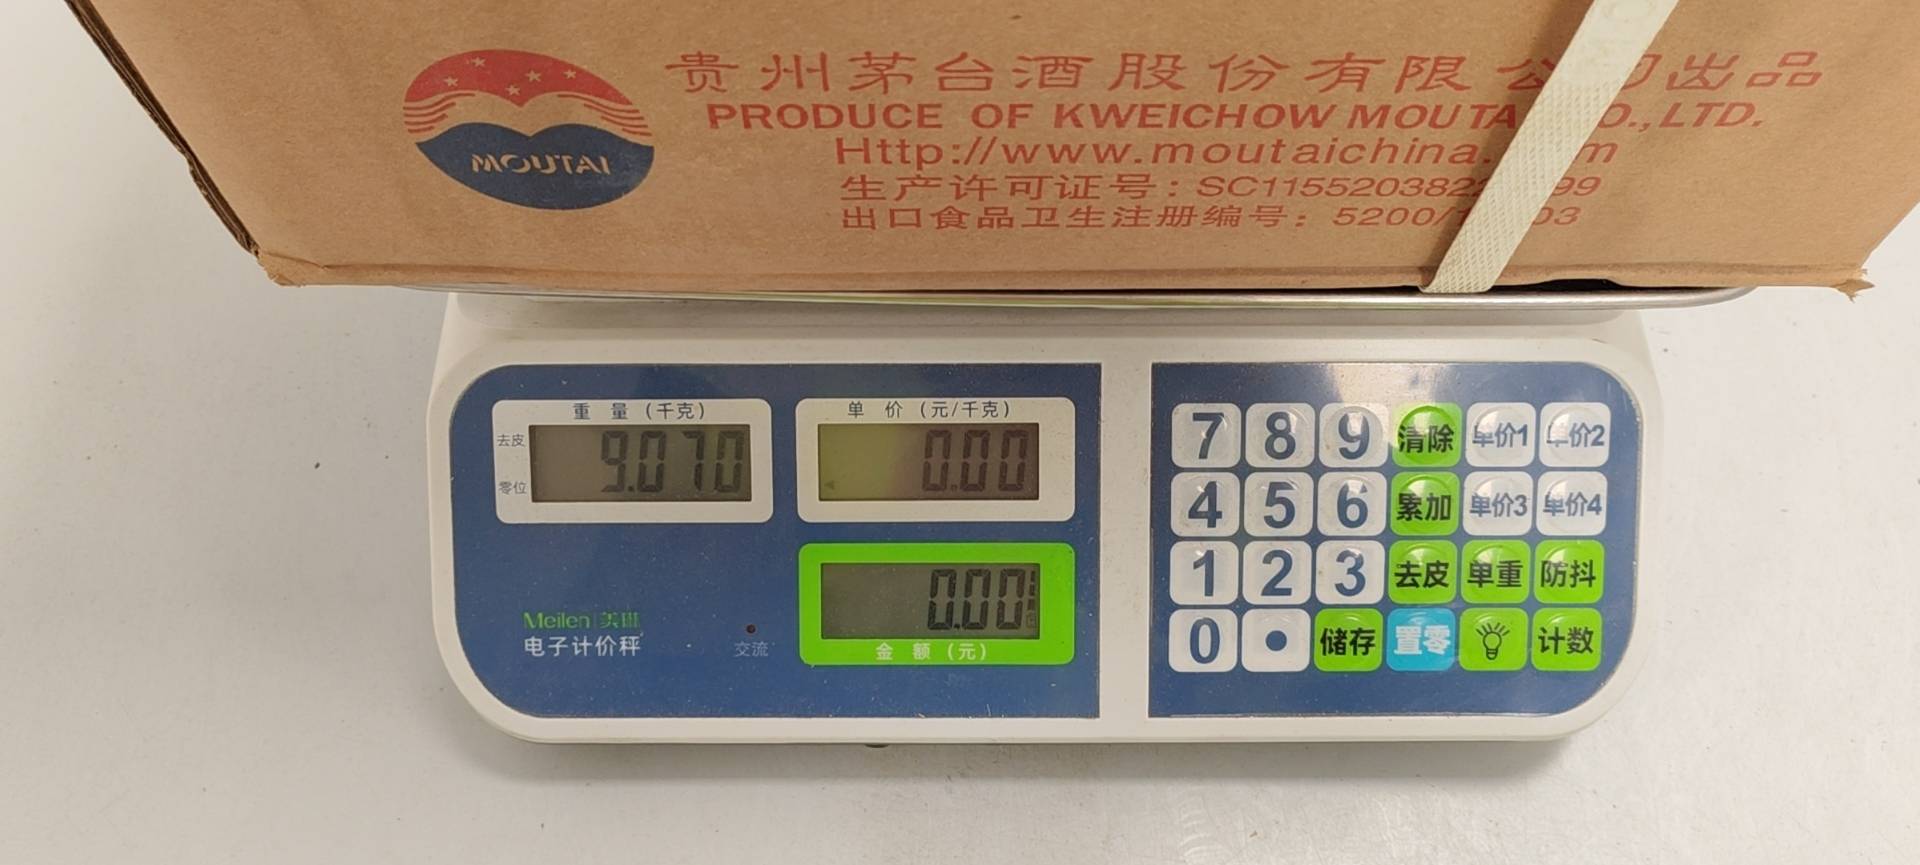 MOUTAI
贵州茅台酒股份有限公司出品
PRODUCE OF KWEICHOW MOUTA O., LTD.
Http://www.moutaichina. m
生产许可证号：SC115520382 99
出口食品卫生注册编号：5200/ 03
重量(千克)
单价(元/千克)
去皮
零位
9.070
0.00
0.00
金额(元)
Meilen|美琳
电子计价秤
交流
7 8 9 清除 单价1 单价2
4 5 6 累加 单价3 单价4
1 2 3 去皮 单重 防抖
0 • 储存 置零 计数